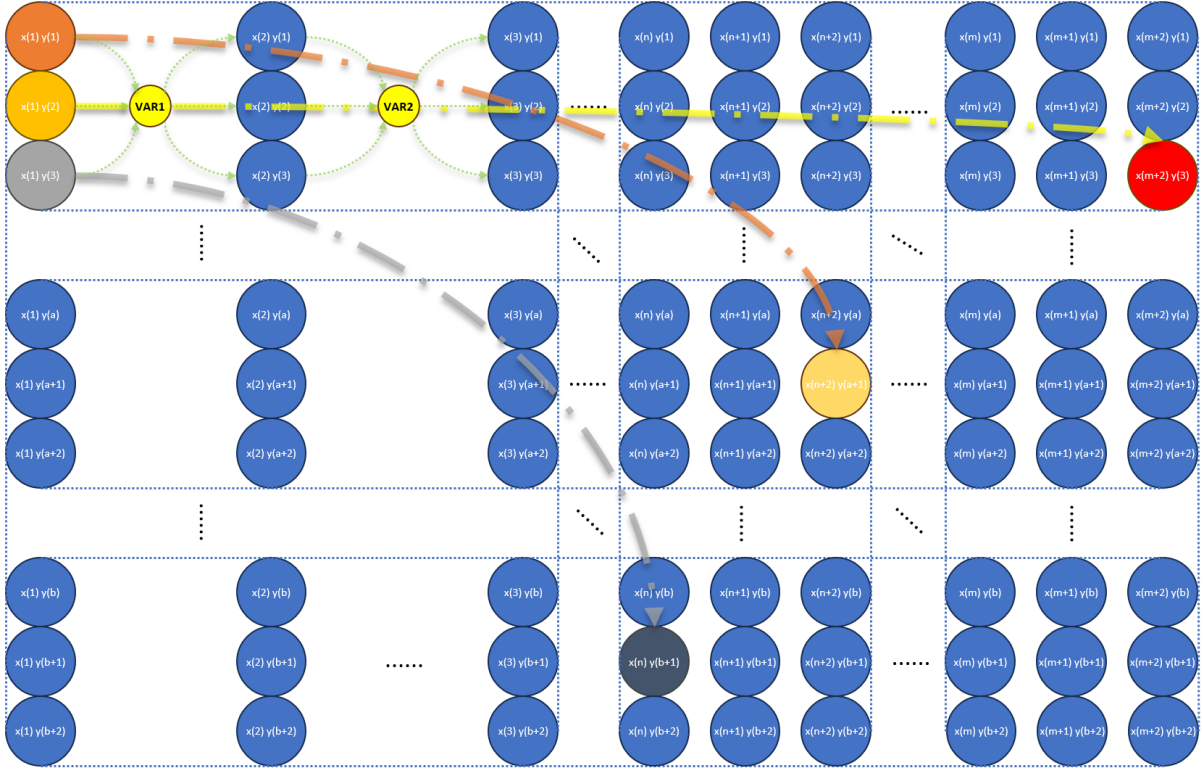 x(1) y(1) x(2) y(1) x(3) y(1) x(n) y(1) x(n+1) y(1) x(n+2) y(1) x(m) y(1) x(m+1) y(1) x(m+2) y(1)
x(1) y(2) VAR1 x(2) y(2) VAR2 x(3) y(2) ...... x(n) y(2) x(n+1) y(2) x(n+2) y(2) ...... x(m) y(2) x(m+1) y(2) x(m+2) y(2)
x(1) y(3) x(2) y(3) x(3) y(3) x(n) y(3) x(n+1) y(3) x(n+2) y(3) x(m) y(3) x(m+1) y(3) x(m+2) y(3)
...... ...... ...... ...... ......
x(1) y(a) x(2) y(a) x(3) y(a) x(n) y(a) x(n+1) y(a) x(n+2) y(a) x(m) y(a) x(m+1) y(a) x(m+2) y(a)
x(1) y(a+1) x(2) y(a+1) x(3) y(a+1) ...... x(n) y(a+1) x(n+1) y(a+1) x(n+2) y(a+1) ...... x(m) y(a+1) x(m+1) y(a+1) x(m+2) y(a+1)
x(1) y(a+2) x(2) y(a+2) x(3) y(a+2) x(n) y(a+2) x(n+1) y(a+2) x(n+2) y(a+2) x(m) y(a+2) x(m+1) y(a+2) x(m+2) y(a+2)
...... ...... ...... ...... ......
x(1) y(b) x(2) y(b) x(3) y(b) x(n) y(b) x(n+1) y(b) x(n+2) y(b) x(m) y(b) x(m+1) y(b) x(m+2) y(b)
x(1) y(b+1) x(2) y(b+1) ...... x(3) y(b+1) x(n) y(b+1) x(n+1) y(b+1) x(n+2) y(b+1) ...... x(m) y(b+1) x(m+1) y(b+1) x(m+2) y(b+1)
x(1) y(b+2) x(2) y(b+2) x(3) y(b+2) x(n) y(b+2) x(n+1) y(b+2) x(n+2) y(b+2) x(m) y(b+2) x(m+1) y(b+2) x(m+2) y(b+2)